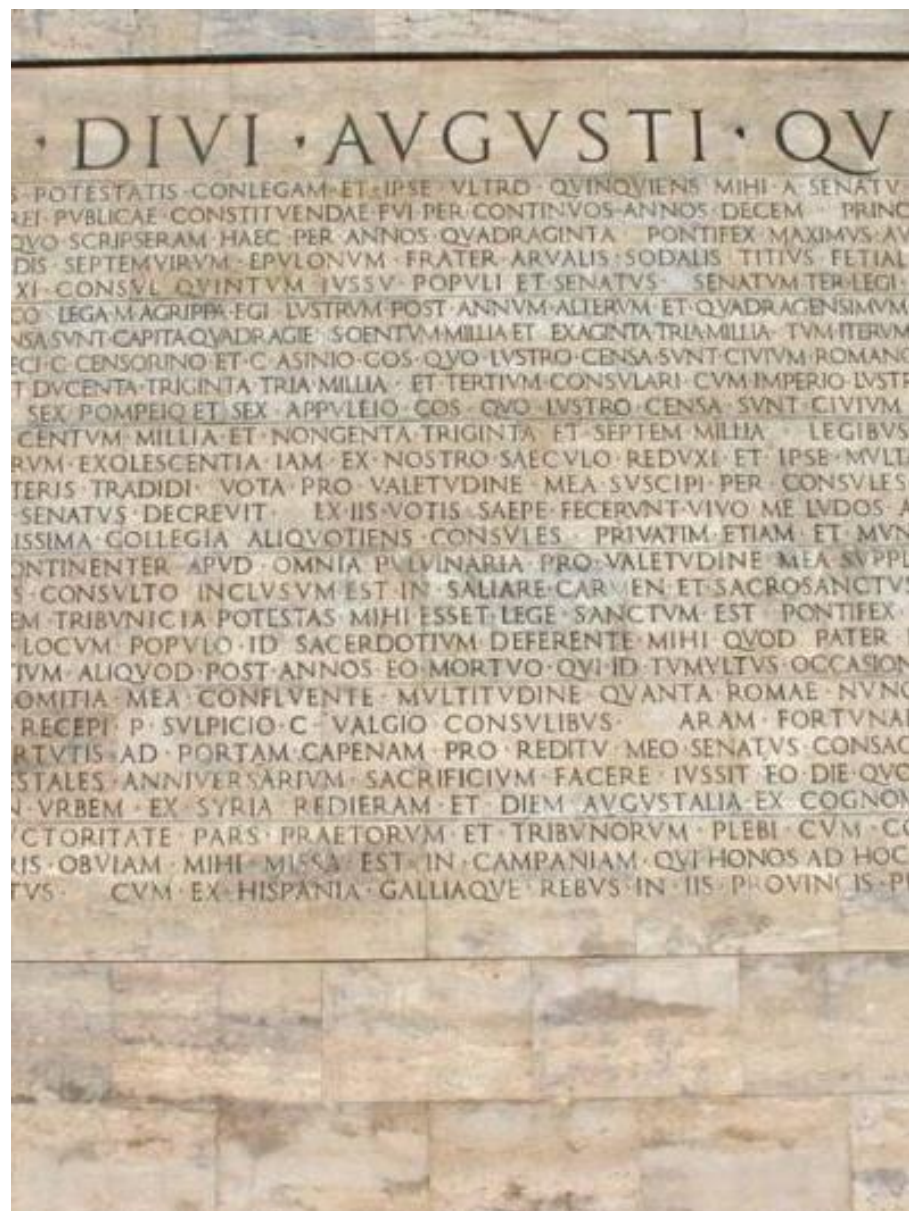 · DIVI · AVGVSTI · QV
S · POTESTATIS · CONLEGAM · ET · IPSE · VLTRO · QVINQVIENS · MIHI · A · SENATV
REI · PVBLICAE · CONSTITVENDAE · FVI · PER · CONTINVOS · ANNOS · DECEM PRINC
QVO · SCRIPSERAM · HAEC · PER · ANNOS · QVADRAGINTA PONTIFEX · MAXIMVS · AV
DIS · SEPTEMVIRVM · EPVLONVM · FRATER · ARVALIS · SODALIS · TITIVS · FETIAL
XI · CONSVL · QVINTVM · IVSSV · POPVLI · ET · SENATVS SENATVM · TER · LEGI ·
CO LEGA · M · AGRIPPA · EGI · LVSTRVM · POST · ANNVM · ALTERVM · ET · QVADRAGENSIMVM
NSA · SVNT · CAPITA · QVADRAGIE S · CENTVM · MILLIA · ET EXAGINTA · TRIA · MILLIA · TVM · ITERVM
ECI · C · CENSORINO · ET · C · ASINIO · COS · QVO · LVSTRO · CENSA · SVNT · CIVIVM · ROMANO
T · DVCENTA · TRIGINTA · TRIA · MILLIA · ET · TERTIVM · CONSVLARI · CVM · IMPERIO · LVSTR
SEX · POMPEIO · ET · SEX · APPVLEIO · COS · QVO · LVSTRO · CENSA · SVNT · CIVIVM
CENTVM · MILLIA · ET · NONGENTA · TRIGINTA · ET · SEPTEM · MILLIA · LEGIBVS
RVM · EXOLESCENTIA · IAM · EX · NOSTRO · SAECVLO · REDVXI · ET · IPSE · MVLTA
TERIS · TRADIDI · VOTA · PRO · VALETVDINE · MEA · SVSCIPI · PER · CONSVLES
SENATVS · DECREVIT EX · IIS · VOTIS · SAEPE · FECERVNT · VIVO · ME · LVDOS · A
ISSIMA · COLLEGIA · ALIQVOTIENS · CONSVLES · PRIVATIM · ETIAM · ET · MVN
ONTINENTER · APVD · OMNIA · PVLVINARIA · PRO · VALETVDINE · MEA · SVPPL
S · CONSVLTO · INCLVSVM · EST · IN · SALIARE · CARMEN · ET · SACROSANCTVS
EM · TRIBVNICIA · POTESTAS · MIHI · ESSET · LEGE · SANCTVM · EST PONTIFEX ·
· LOCVM · POPVLO · ID · SACERDOTIVM · DEFERENTE · MIHI · QVOD · PATER
TIVM · ALIQVOD · POST · ANNOS · EO · MORTVO · QVI · ID · TVMVLTVS · OCCASION
OMITIA · MEA · CONFLVENTE · MVLTITVDINE · QVANTA · ROMAE · NVNQ
RECEPI · P · SVLPICIO · C · VALGIO · CONSVLIBVS · ARAM · FORTVNAE
RTVTIS · AD · PORTAM · CAPENAM · PRO · REDITV · MEO · SENATVS · CONSAC
ESTALES · ANNIVERSARIVM · SACRIFICIVM · FACERE · IVSSIT · EO · DIE · QVO
N · VRBEM · EX · SYRIA · REDIERAM · ET · DIEM · AVGVSTALIA · EX · COGNOM
VCTORITATE · PARS · PRAETORVM · ET · TRIBVNORVM · PLEBI · CVM · CO
RIS · OBVIAM · MIHI · MISSA · EST · IN · CAMPANIAM · QVI · HONOS · AD · HOC
TVS · CVM · EX · HISPANIA · GALLIAQVE · REBVS · IN · IIS · PROVINCIS · PR